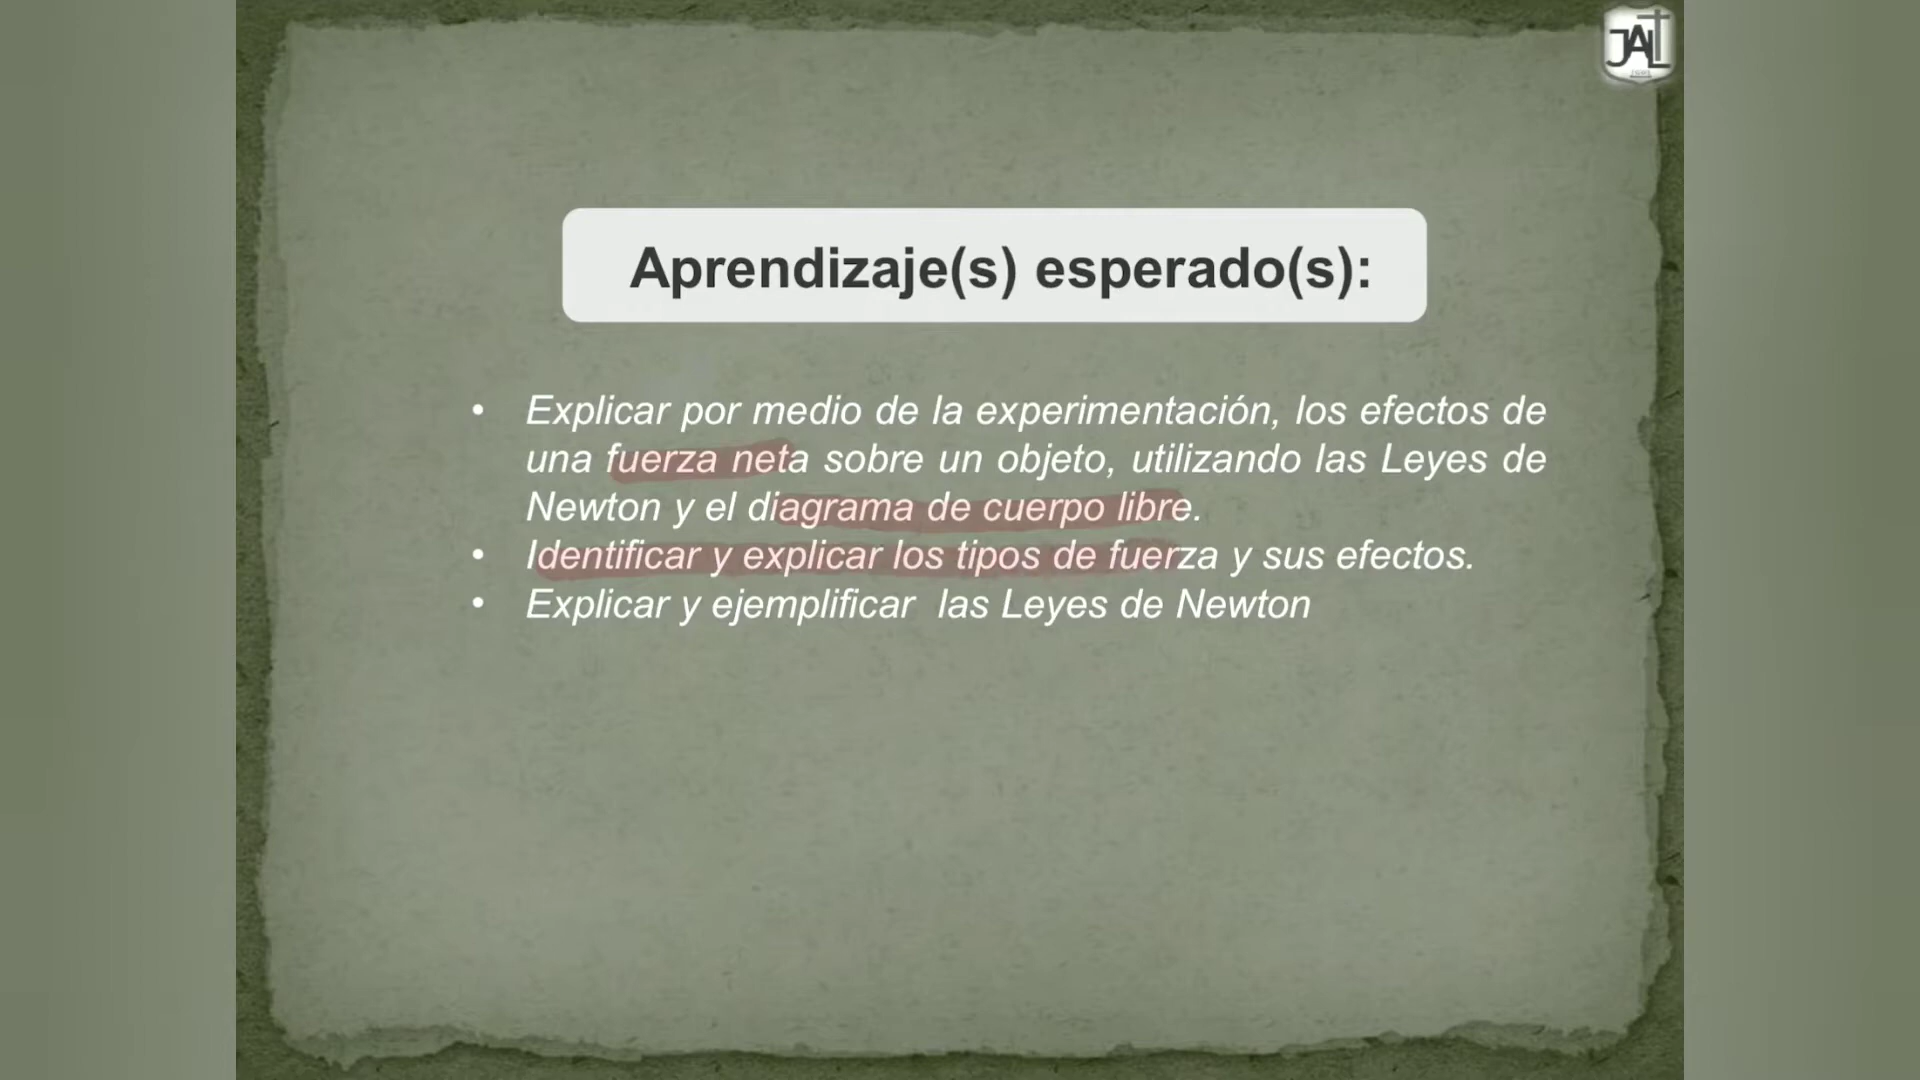 JALT
Aprendizaje(s) esperado(s):
• Explicar por medio de la experimentación, los efectos de
una fuerza neta sobre un objeto, utilizando las Leyes de
Newton y el diagrama de cuerpo libre.
• Identificar y explicar los tipos de fuerza y sus efectos.
• Explicar y ejemplificar las Leyes de Newton